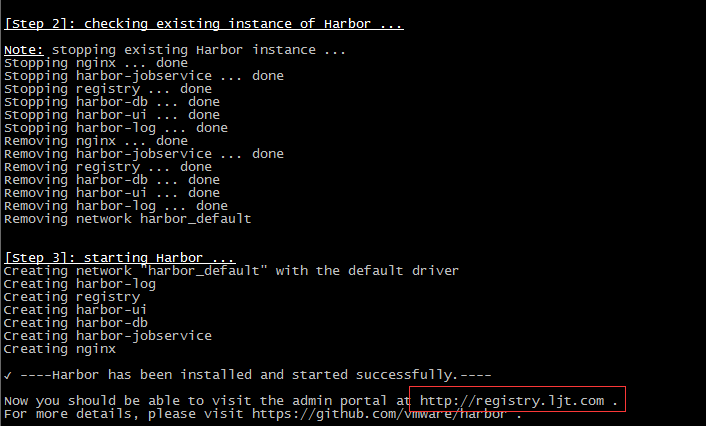 [Step 2]: checking existing instance of Harbor ...
Note: stopping existing Harbor instance ...
Stopping nginx ... done
Stopping harbor-jobservice ... done
Stopping registry ... done
Stopping harbor-db ... done
Stopping harbor-ui ... done
Stopping harbor-log ... done
Removing nginx ... done
Removing harbor-jobservice ... done
Removing registry ... done
Removing harbor-db ... done
Removing harbor-ui ... done
Removing harbor-log ... done
Removing network harbor_default
[Step 3]: starting Harbor ...
Creating network "harbor_default" with the default driver
Creating harbor-log
Creating registry
Creating harbor-ui
Creating harbor-db
Creating harbor-jobservice
Creating nginx
✓ ----Harbor has been installed and started successfully.----
Now you should be able to visit the admin portal at http://registry.ljt.com .
For more details, please visit https://github.com/vmware/harbor .